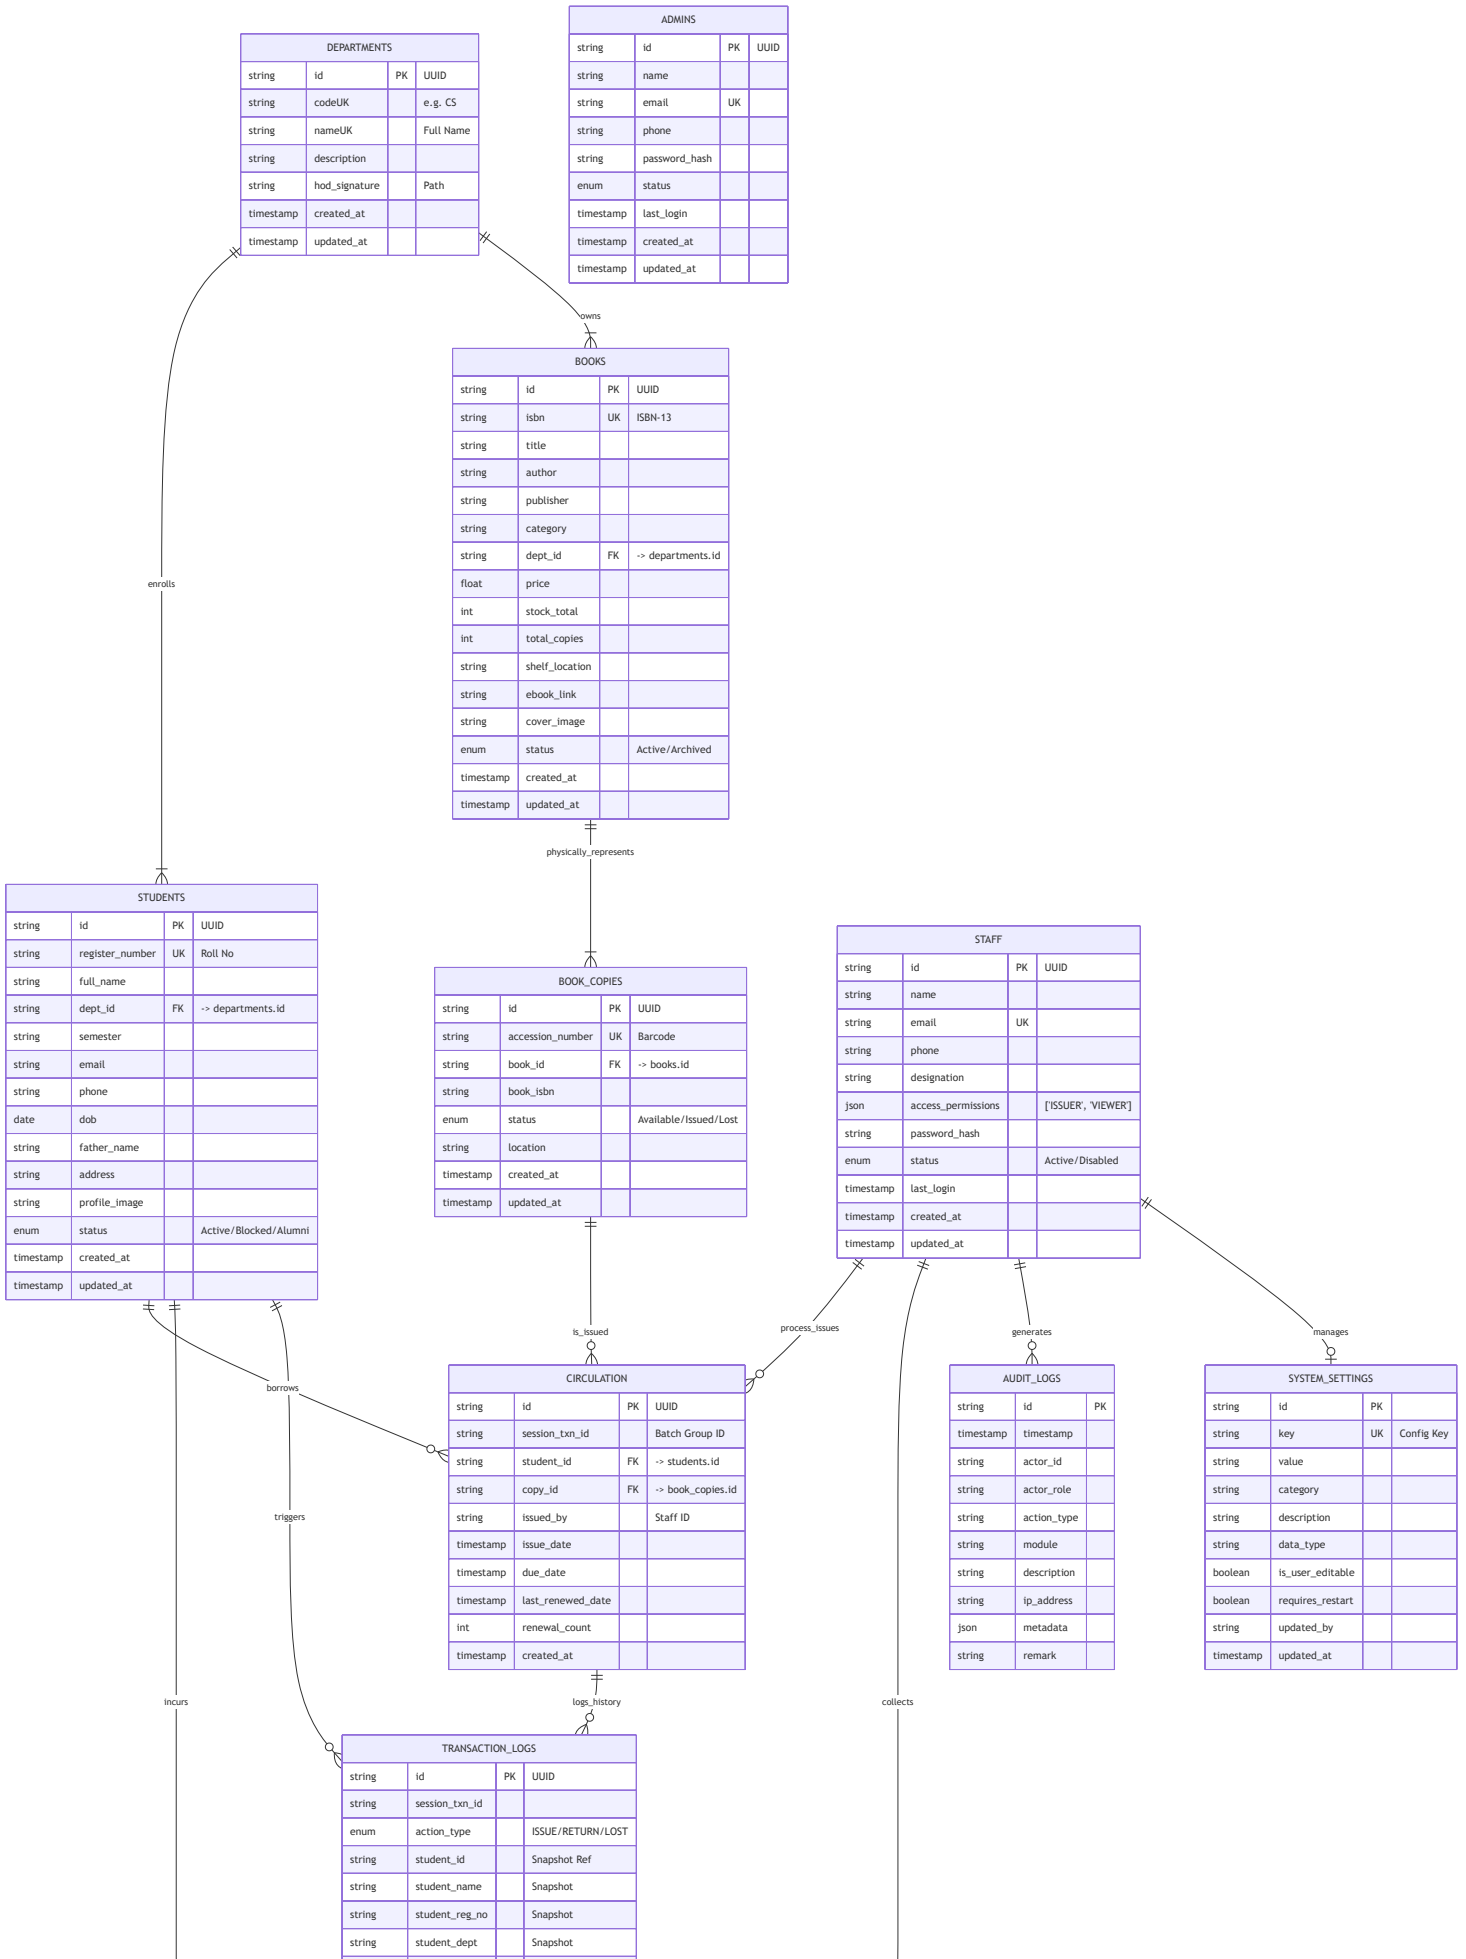 ADMINS
string id PK UUID
string name
string email UK
string phone
string password_hash
enum status
timestamp last_login
timestamp created_at
timestamp updated_at
DEPARTMENTS
string id PK UUID
string codeUK e.g. CS
string nameUK Full Name
string description
string hod_signature Path
timestamp created_at
timestamp updated_at
owns
BOOKS
string id PK UUID
string isbn UK ISBN-13
string title
string author
string publisher
string category
string dept_id FK -> departments.id
float price
int stock_total
int total_copies
string shelf_location
string ebook_link
string cover_image
enum status Active/Archived
timestamp created_at
timestamp updated_at
enrolls
physically_represents
STUDENTS
string id PK UUID
string register_number UK Roll No
string full_name
string dept_id FK -> departments.id
string semester
string email
string phone
date dob
string father_name
string address
string profile_image
enum status Active/Blocked/Alumni
timestamp created_at
timestamp updated_at
BOOK_COPIES
string id PK UUID
string accession_number UK Barcode
string book_id FK -> books.id
string book_isbn
enum status Available/Issued/Lost
string location
timestamp created_at
timestamp updated_at
STAFF
string id PK UUID
string name
string email UK
string phone
string designation
json access_permissions ['ISSUER', 'VIEWER']
string password_hash
enum status Active/Disabled
timestamp last_login
timestamp created_at
timestamp updated_at
is_issued
process_issues
generates
manages
borrows
CIRCULATION
string id PK UUID
string session_txn_id Batch Group ID
string student_id FK -> students.id
string copy_id FK -> book_copies.id
string issued_by Staff ID
timestamp issue_date
timestamp due_date
timestamp last_renewed_date
int renewal_count
timestamp created_at
AUDIT_LOGS
string id PK
timestamp timestamp
string actor_id
string actor_role
string action_type
string module
string description
string ip_address
json metadata
string remark
SYSTEM_SETTINGS
string id PK
string key UK Config Key
string value
string category
string description
string data_type
boolean is_user_editable
boolean requires_restart
string updated_by
timestamp updated_at
triggers
incurs
logs_history
collects
TRANSACTION_LOGS
string id PK UUID
string session_txn_id
enum action_type ISSUE/RETURN/LOST
string student_id Snapshot Ref
string student_name Snapshot
string student_reg_no Snapshot
string student_dept Snapshot